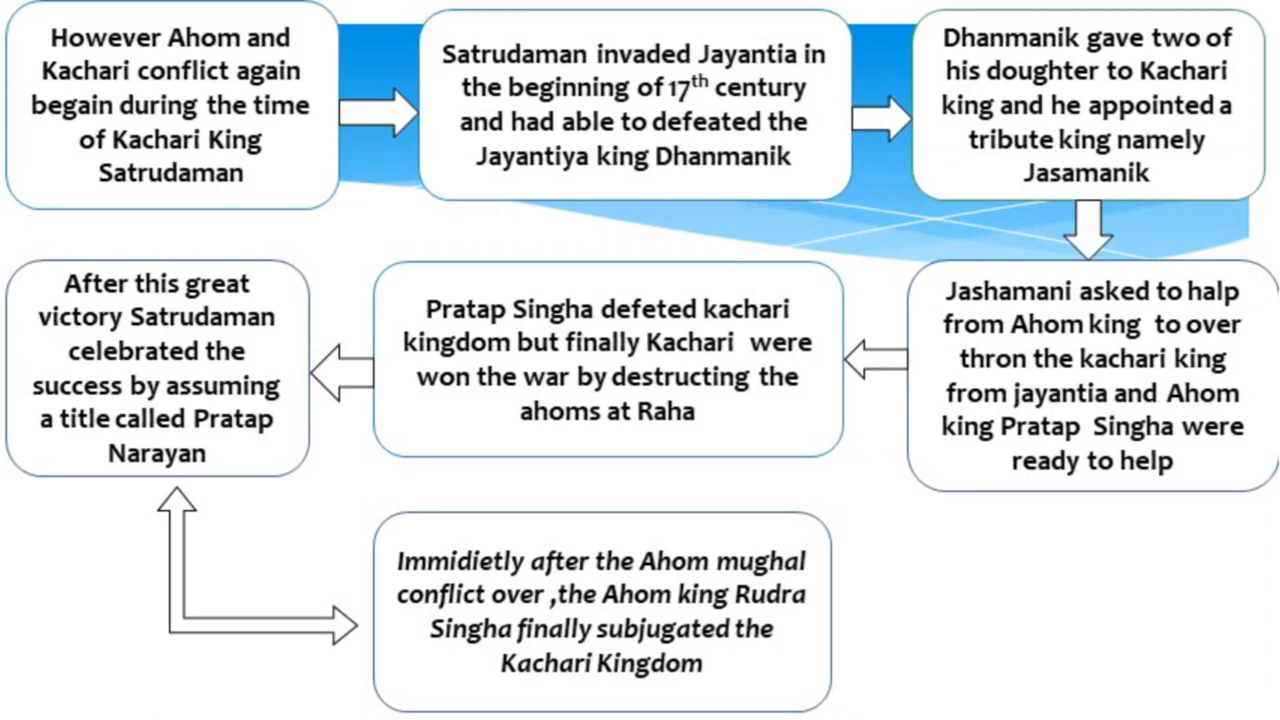 However Ahom and
Kachari conflict again
begain during the time
of Kachari King
Satrudaman
Satrudaman invaded Jayantia in
the beginning of 17th century
and had able to defeated the
Jayantiya king Dhanmanik
Dhanmanik gave two of
his doughter to Kachari
king and he appointed a
tribute king namely
Jasamanik
Jashamani asked to halp
from Ahom king to over
thron the kachari king
from jayantia and Ahom
king Pratap Singha were
ready to help
Pratap Singha defeted kachari
kingdom but finally Kachari were
won the war by destructing the
ahoms at Raha
After this great
victory Satrudaman
celebrated the
success by assuming
a title called Pratap
Narayan
Immidietly after the Ahom mughal
conflict over ,the Ahom king Rudra
Singha finally subjugated the
Kachari Kingdom